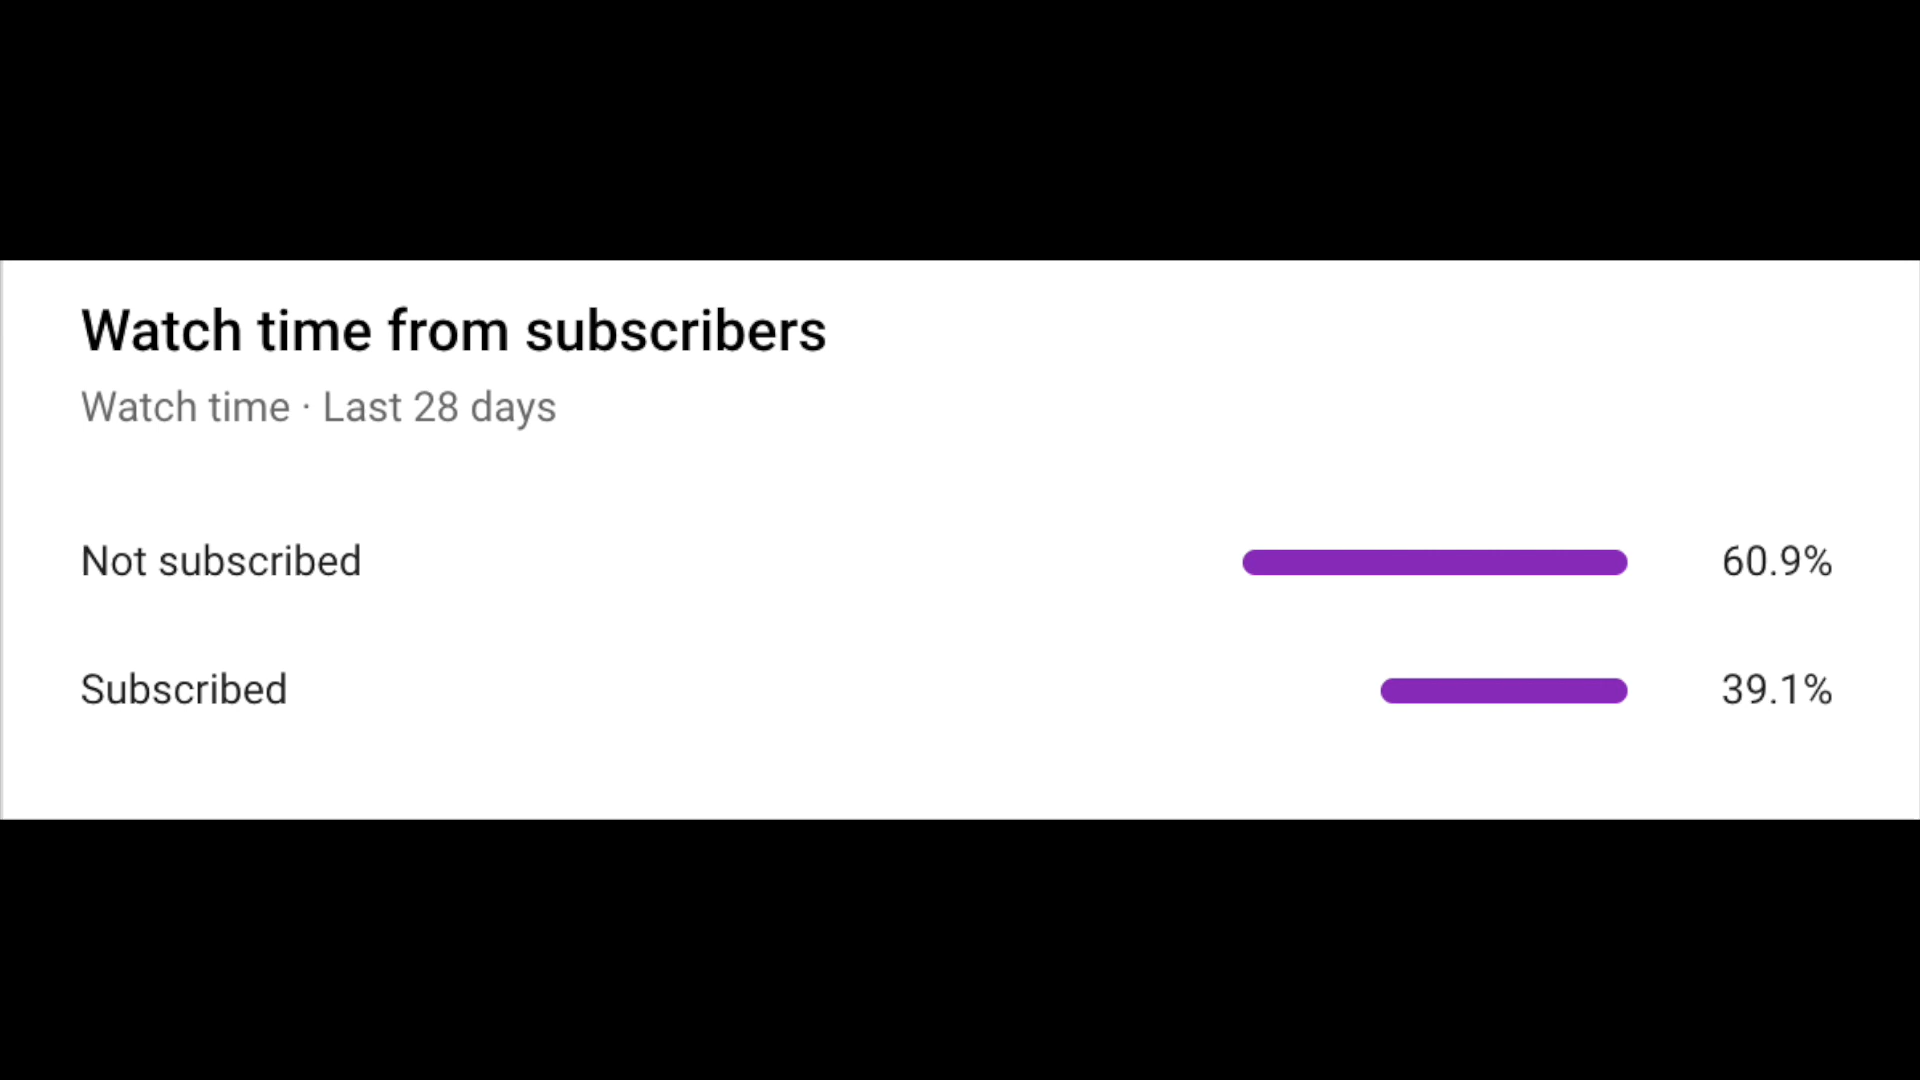 Watch time from subscribers
Watch time · Last 28 days
Not subscribed 60.9%
Subscribed 39.1%